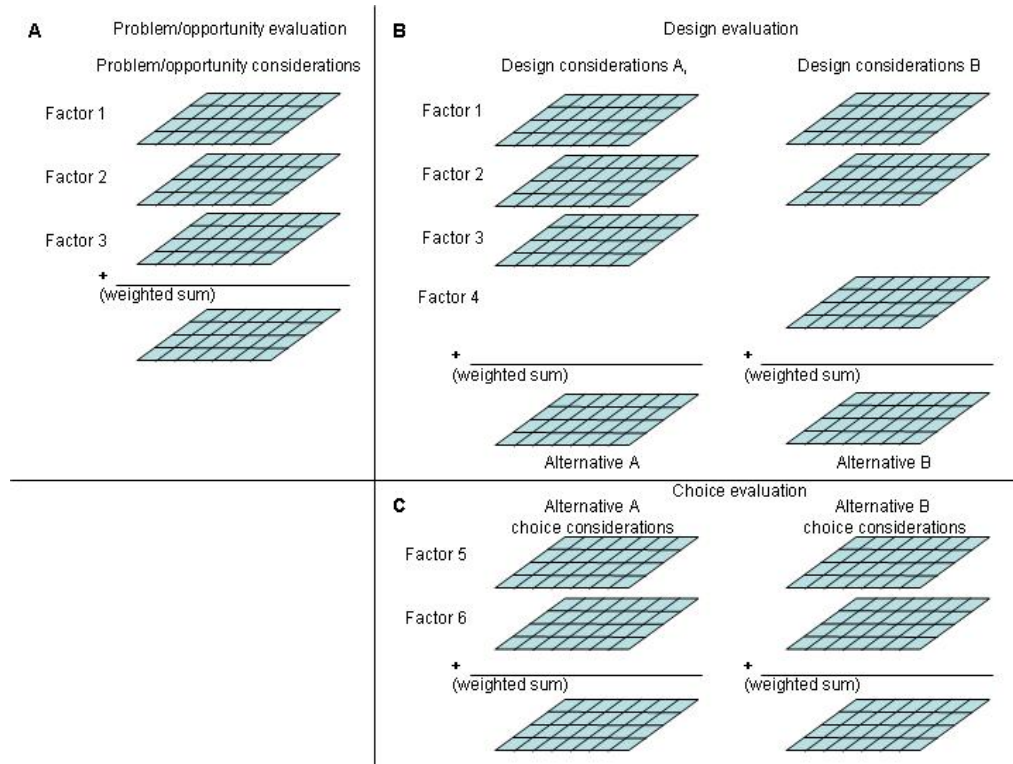 A
Problem/opportunity evaluation
Problem/opportunity considerations
Factor 1
Factor 2
Factor 3
+
(weighted sum)
B
Design evaluation
Design considerations A,
Design considerations B
Factor 1
Factor 2
Factor 3
Factor 4
+
(weighted sum)
+
(weighted sum)
Alternative A
Alternative B
C
Choice evaluation
Alternative A
choice considerations
Alternative B
choice considerations
Factor 5
Factor 6
+
(weighted sum)
+
(weighted sum)